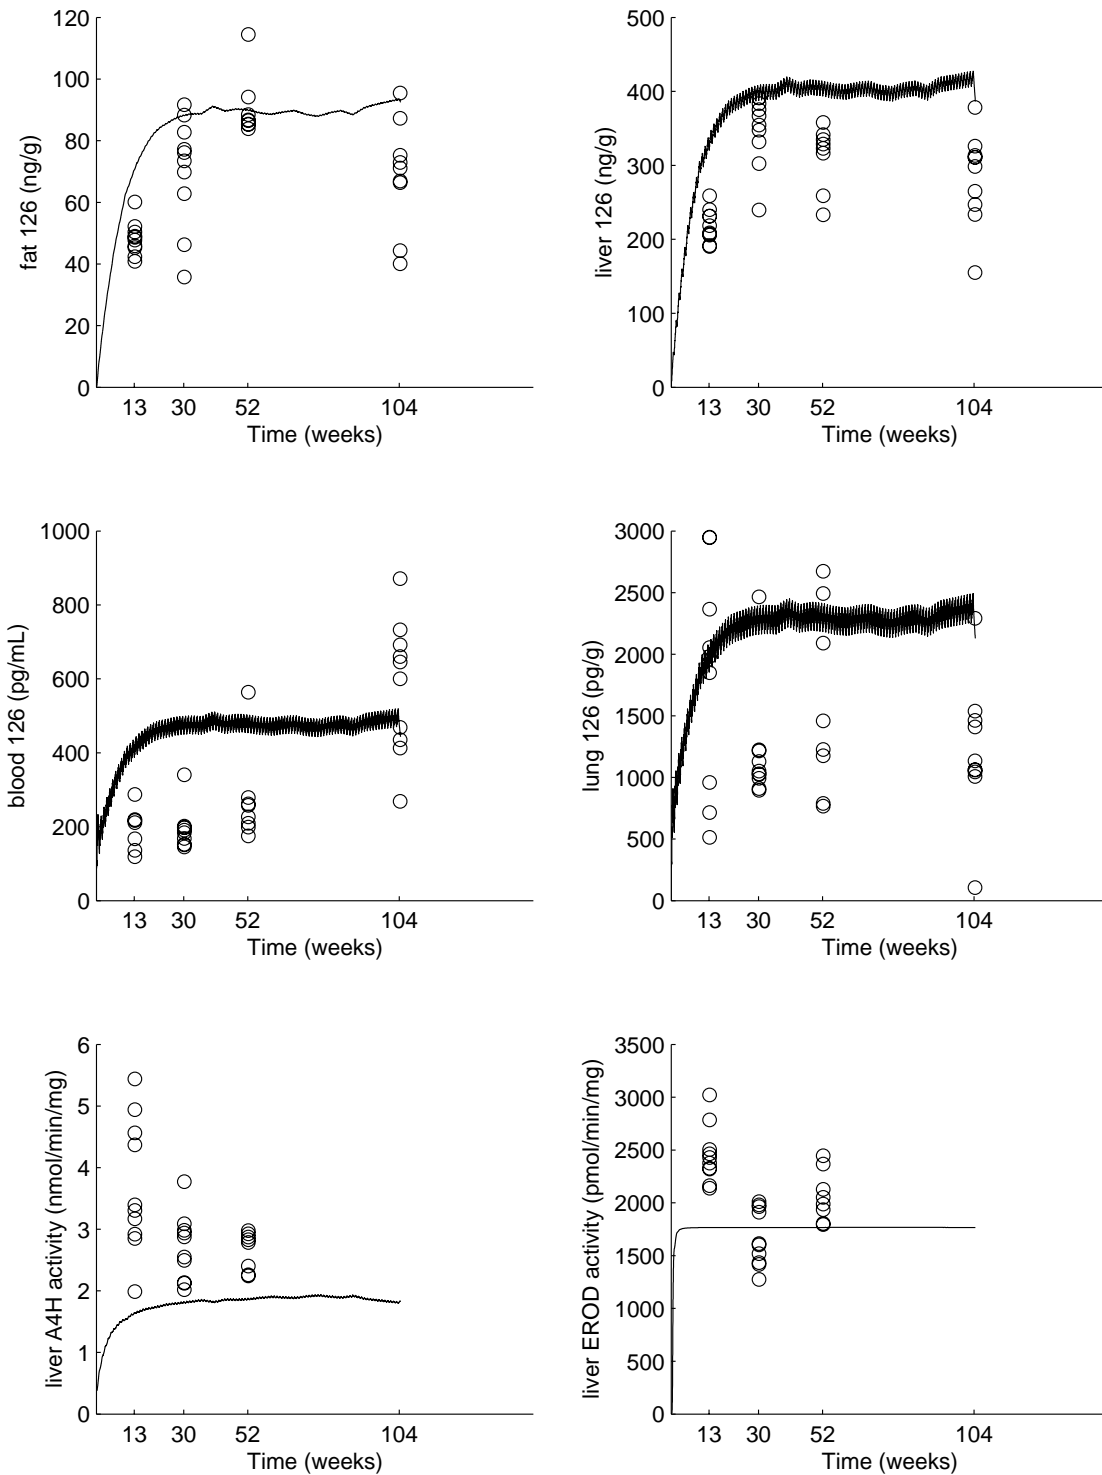 120
100
80
60
40
20
0
fat 126 (ng/g)
13 30 52 104
Time (weeks)
500
400
300
200
100
0
liver 126 (ng/g)
13 30 52 104
Time (weeks)
1000
800
600
400
200
0
blood 126 (pg/mL)
13 30 52 104
Time (weeks)
3000
2500
2000
1500
1000
500
0
lung 126 (pg/g)
13 30 52 104
Time (weeks)
6
5
4
3
2
1
0
liver A4H activity (nmol/min/mg)
13 30 52 104
Time (weeks)
3500
3000
2500
2000
1500
1000
500
0
liver EROD activity (pmol/min/mg)
13 30 52 104
Time (weeks)